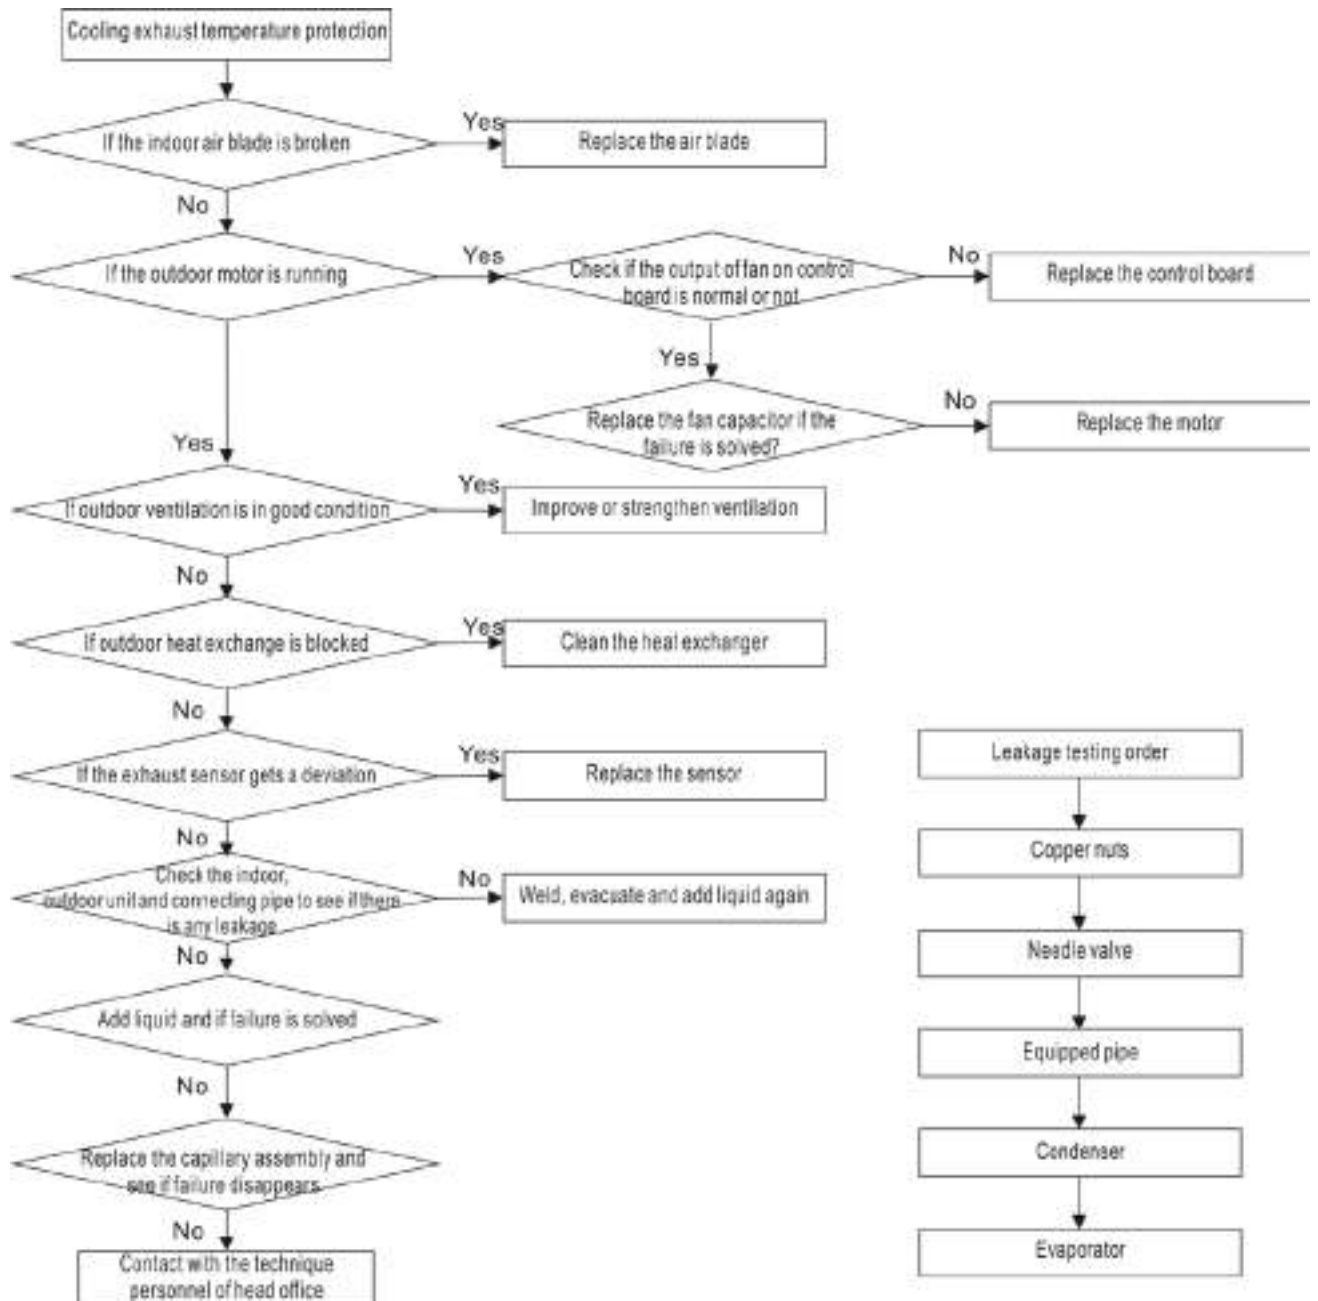 Cooling exhaust temperature protection
If the indoor air blade is broken
Yes
Replace the air blade
No
If the outdoor motor is running
Yes
Check if the output of fan on control
board is normal or not
No
Replace the control board
Yes
Replace the fan capacitor if the
failure is solved?
No
Replace the motor
Yes
If outdoor ventilation is in good condition
Yes
Improve or strengthen ventilation
No
If outdoor heat exchange is blocked
Yes
Clean the heat exchanger
No
If the exhaust sensor gets a deviation
Yes
Replace the sensor
No
Check the indoor,
outdoor unit and connecting pipe to see if there
is any leakage
No
Weld, evacuate and add liquid again
No
Add liquid and if failure is solved
No
Replace the capillary assembly and
see if failure disappears
No
Contact with the technique
personnel of head office
Leakage testing order
Copper nuts
Needle valve
Equipped pipe
Condenser
Evaporator